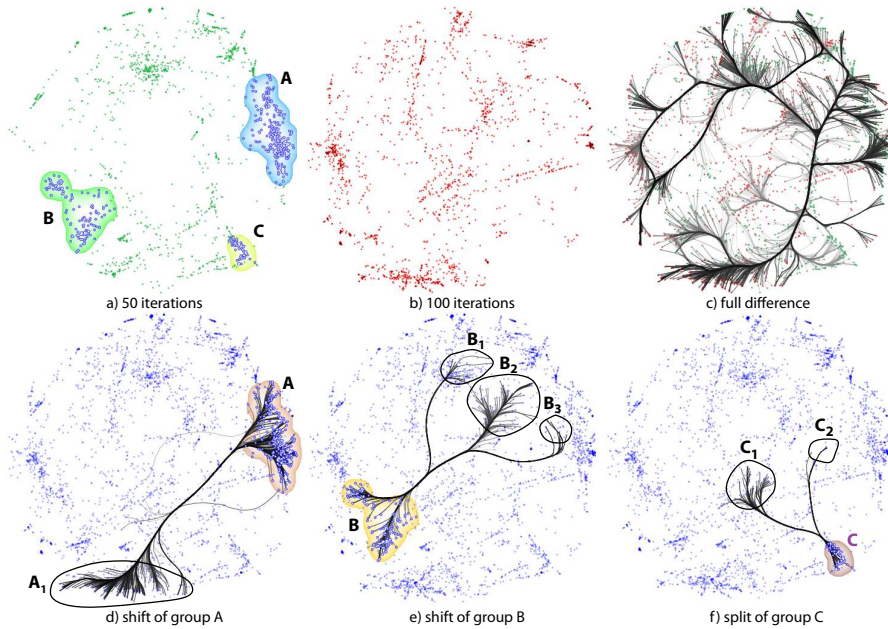 A
B
C
a) 50 iterations
b) 100 iterations
c) full difference
A
A1
d) shift of group A
B1
B2
B3
B
e) shift of group B
C1
C2
C
f) split of group C